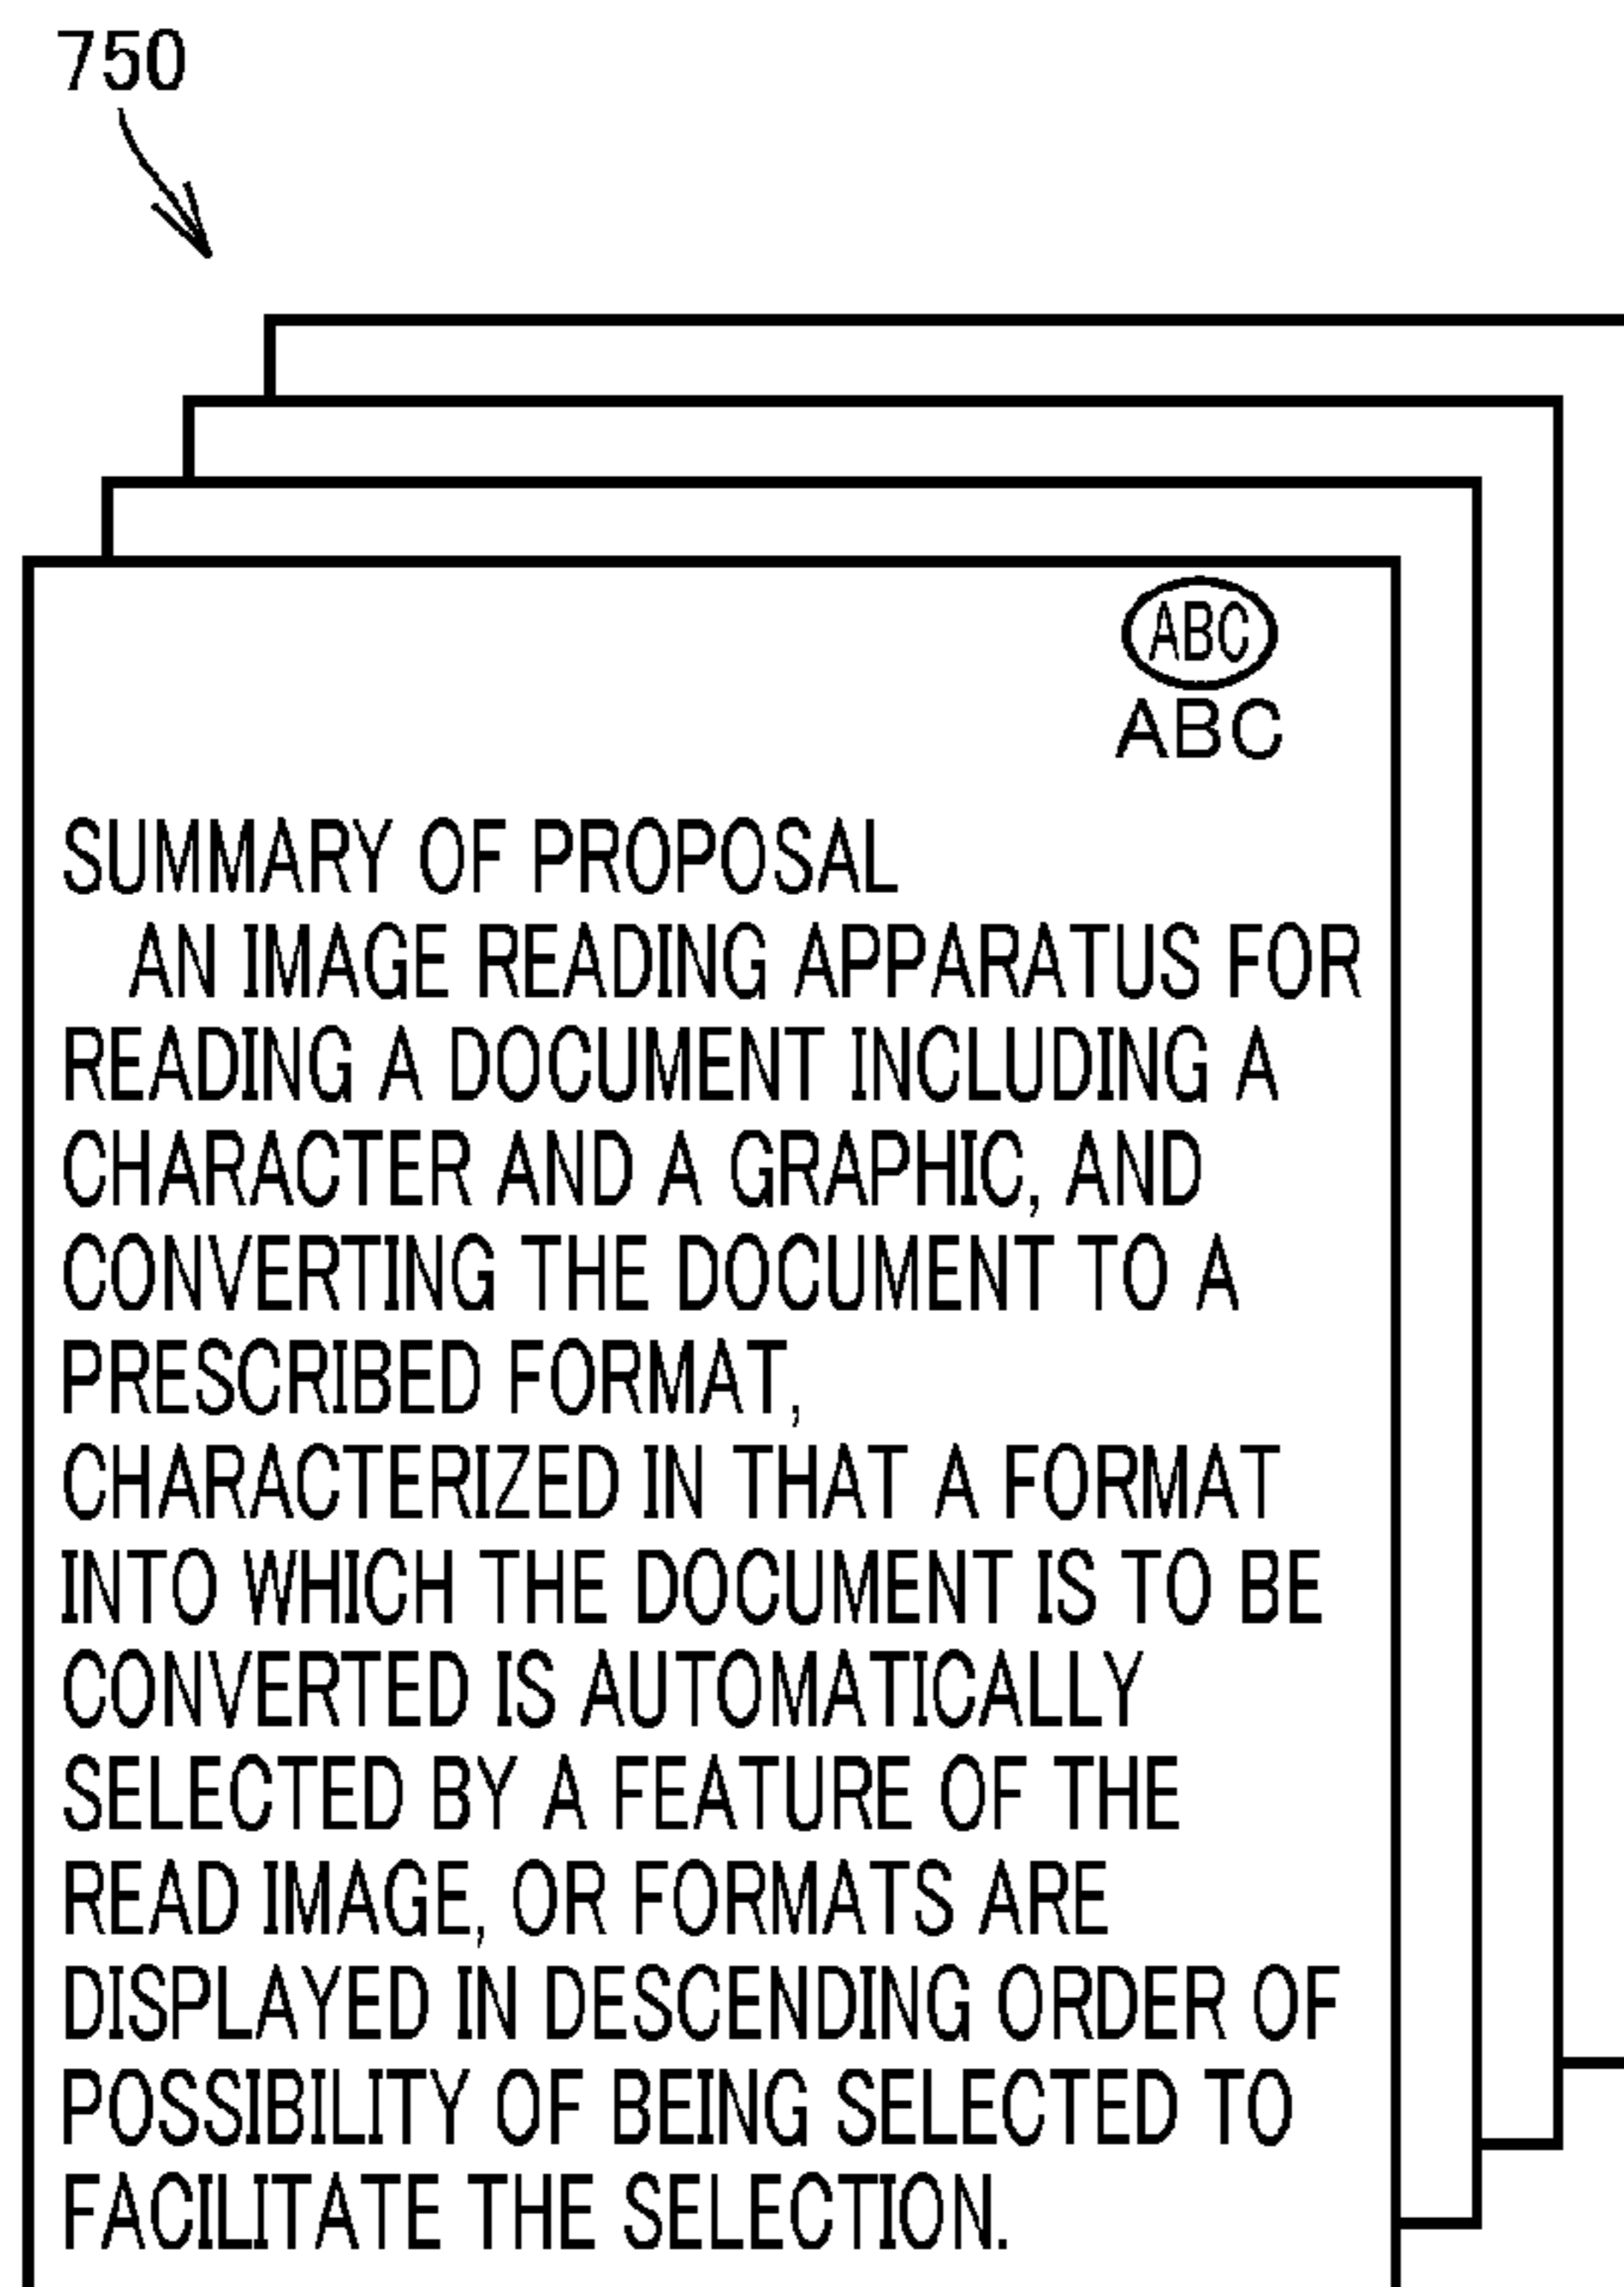 750
ABC
ABC
SUMMARY OF PROPOSAL
AN IMAGE READING APPARATUS FOR
READING A DOCUMENT INCLUDING A
CHARACTER AND A GRAPHIC, AND
CONVERTING THE DOCUMENT TO A
PRESCRIBED FORMAT,
CHARACTERIZED IN THAT A FORMAT
INTO WHICH THE DOCUMENT IS TO BE
CONVERTED IS AUTOMATICALLY
SELECTED BY A FEATURE OF THE
READ IMAGE, OR FORMATS ARE
DISPLAYED IN DESCENDING ORDER OF
POSSIBILITY OF BEING SELECTED TO
FACILITATE THE SELECTION.